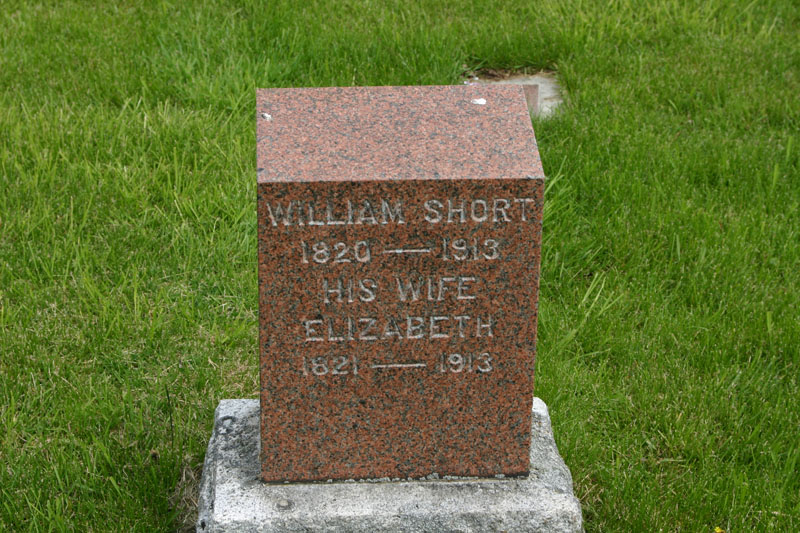 WILLIAM SHORT
1820 — 1913
HIS WIFE
ELIZABETH
1821 — 1913